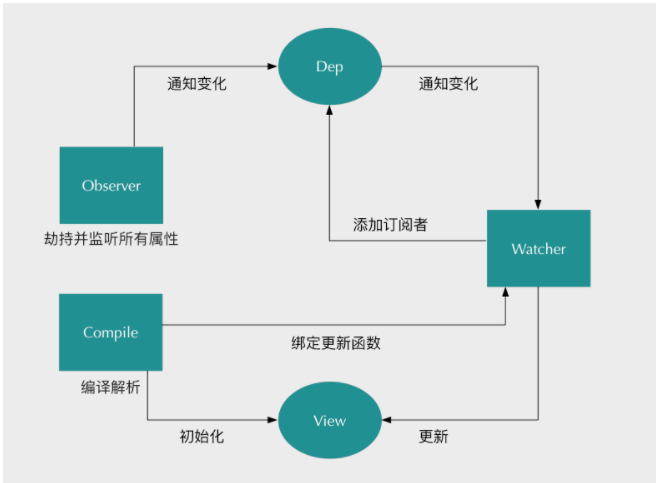 Dep
通知变化
通知变化
Observer
劫持并监听所有属性
添加订阅者
Watcher
Compile
绑定更新函数
编译解析
View
初始化
更新